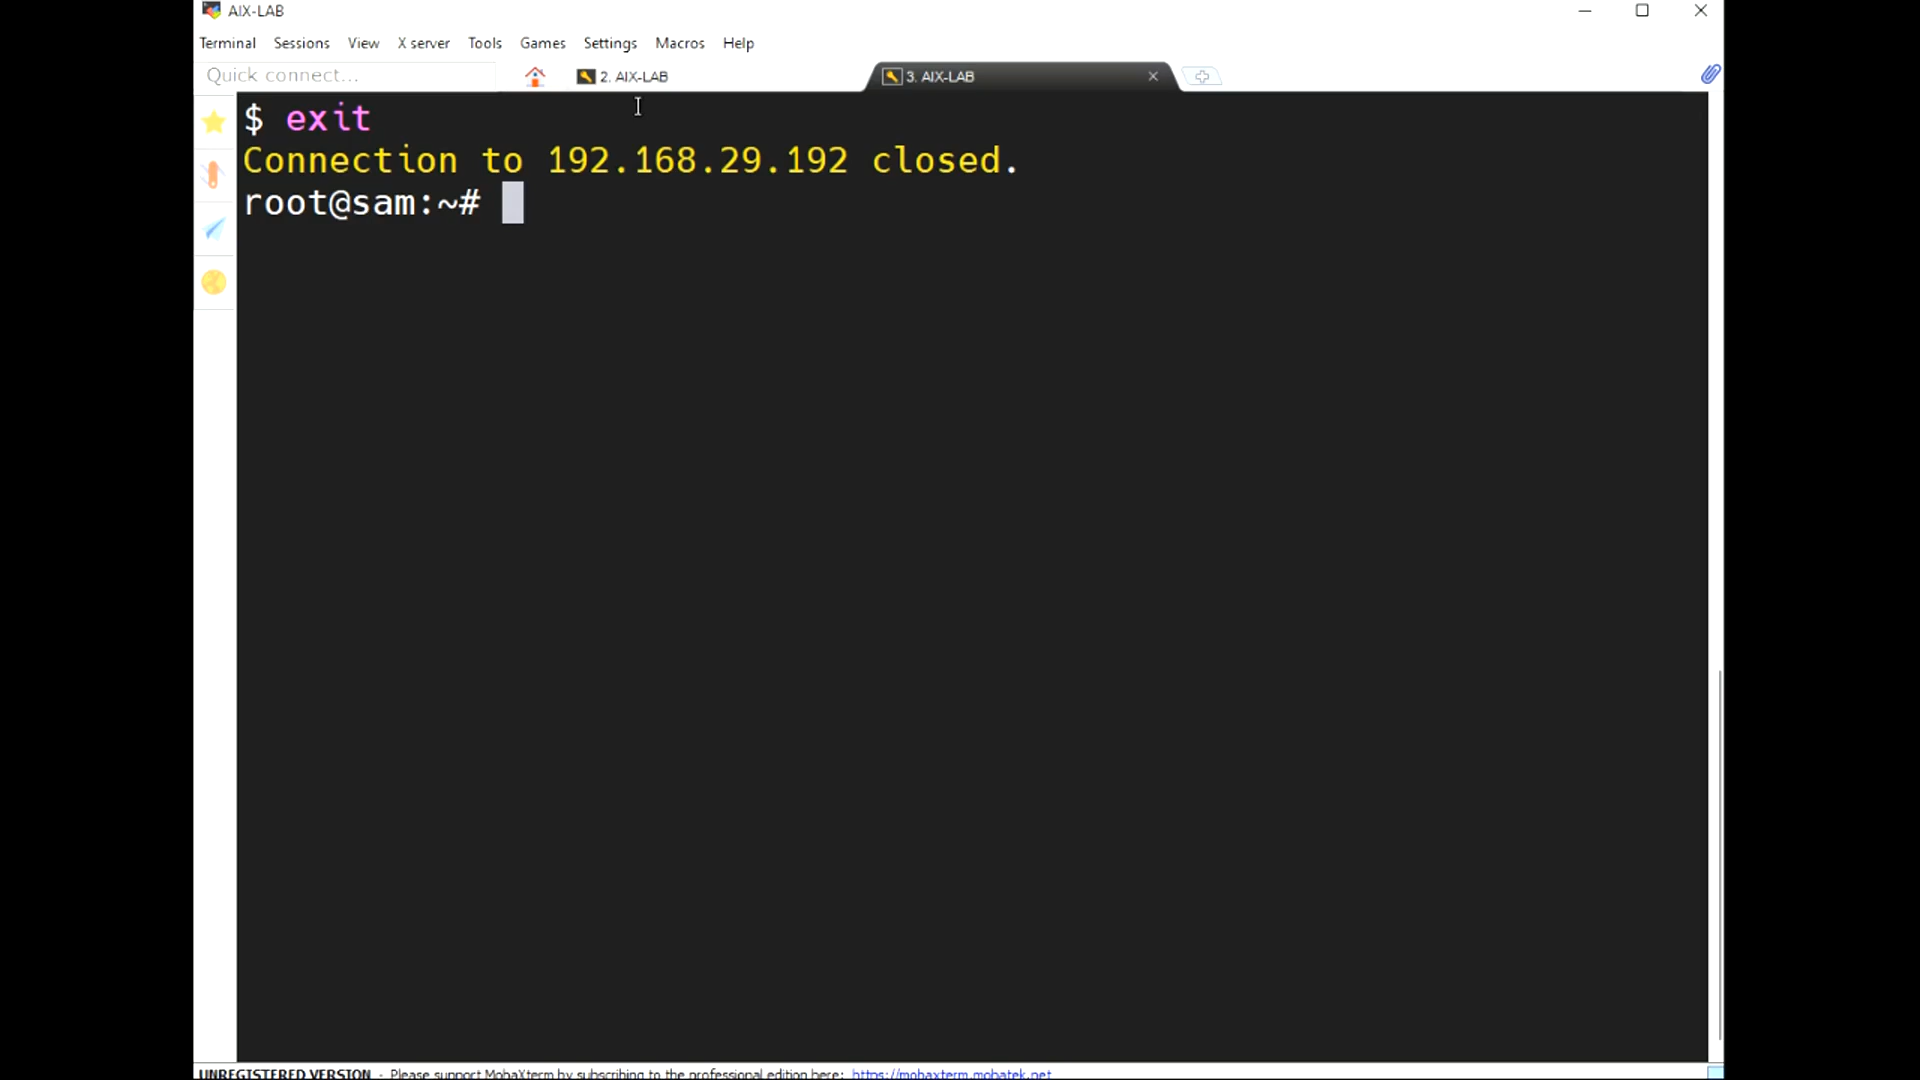 AIX-LAB
Terminal Sessions View X server Tools Games Settings Macros Help
Quick connect... 2. AIX-LAB 3. AIX-LAB
$ exit
Connection to 192.168.29.192 closed.
root@sam:~#
UNREGISTERED VERSION - Please support MobaXterm by subscribing to the professional edition here: https://mobaxterm.mobatek.net